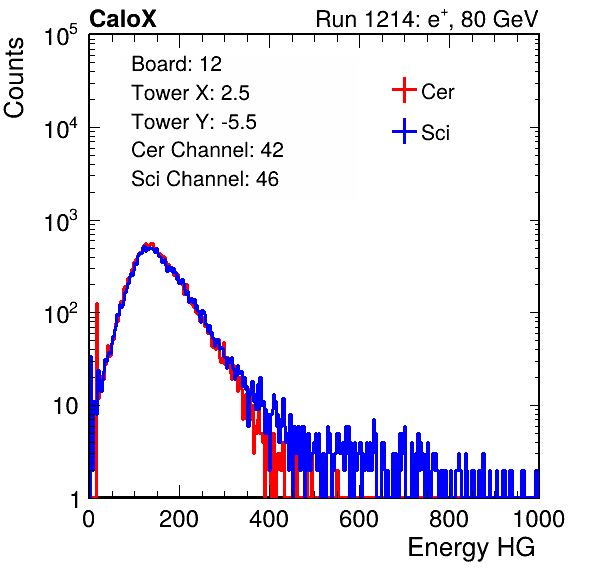 CaloX Run 1214: e⁺, 80 GeV
Counts
10⁵
10⁴
10³
10²
10
1
Board: 12
Tower X: 2.5
Tower Y: -5.5
Cer Channel: 42
Sci Channel: 46
Cer
Sci
0 200 400 600 800 1000
Energy HG